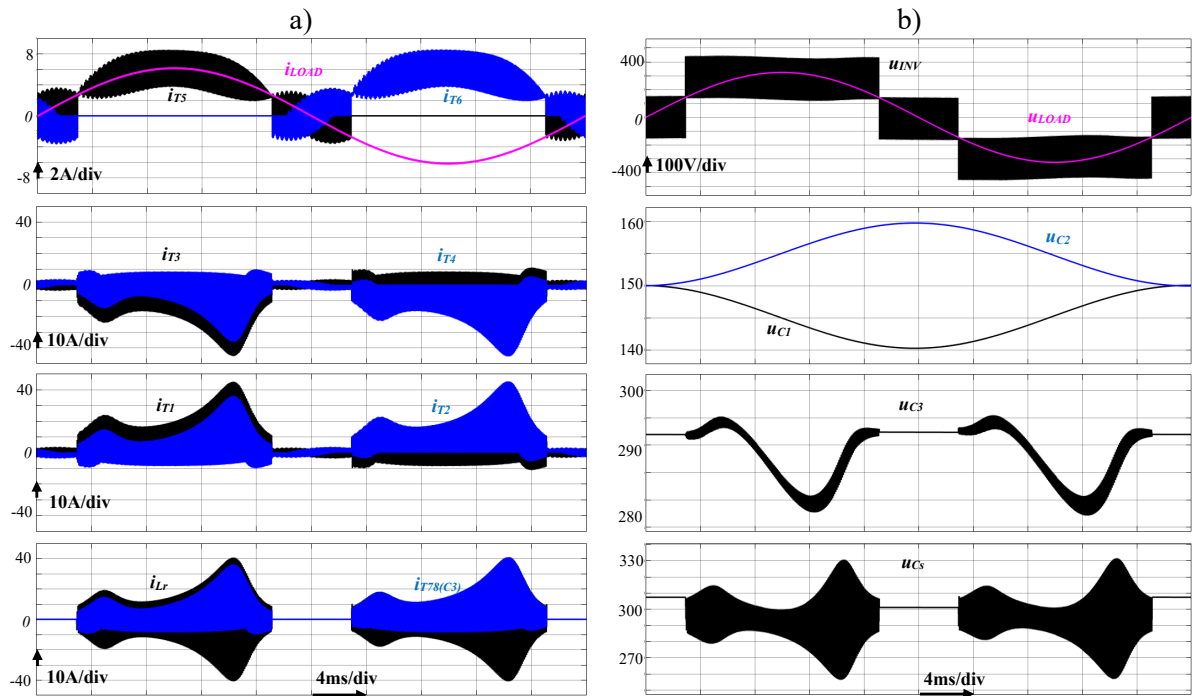 a)
8
0
-8
iLOAD
iT5
iT6
2A/div
40
0
-40
iT3
iT4
10A/div
40
0
-40
iT1
iT2
10A/div
40
0
-40
iLr
iT78(C3)
10A/div
4ms/div
b)
400
0
-400
uINV
uLOAD
100V/div
160
150
140
uC2
uC1
300
292
280
uC3
330
300
270
uCs
4ms/div